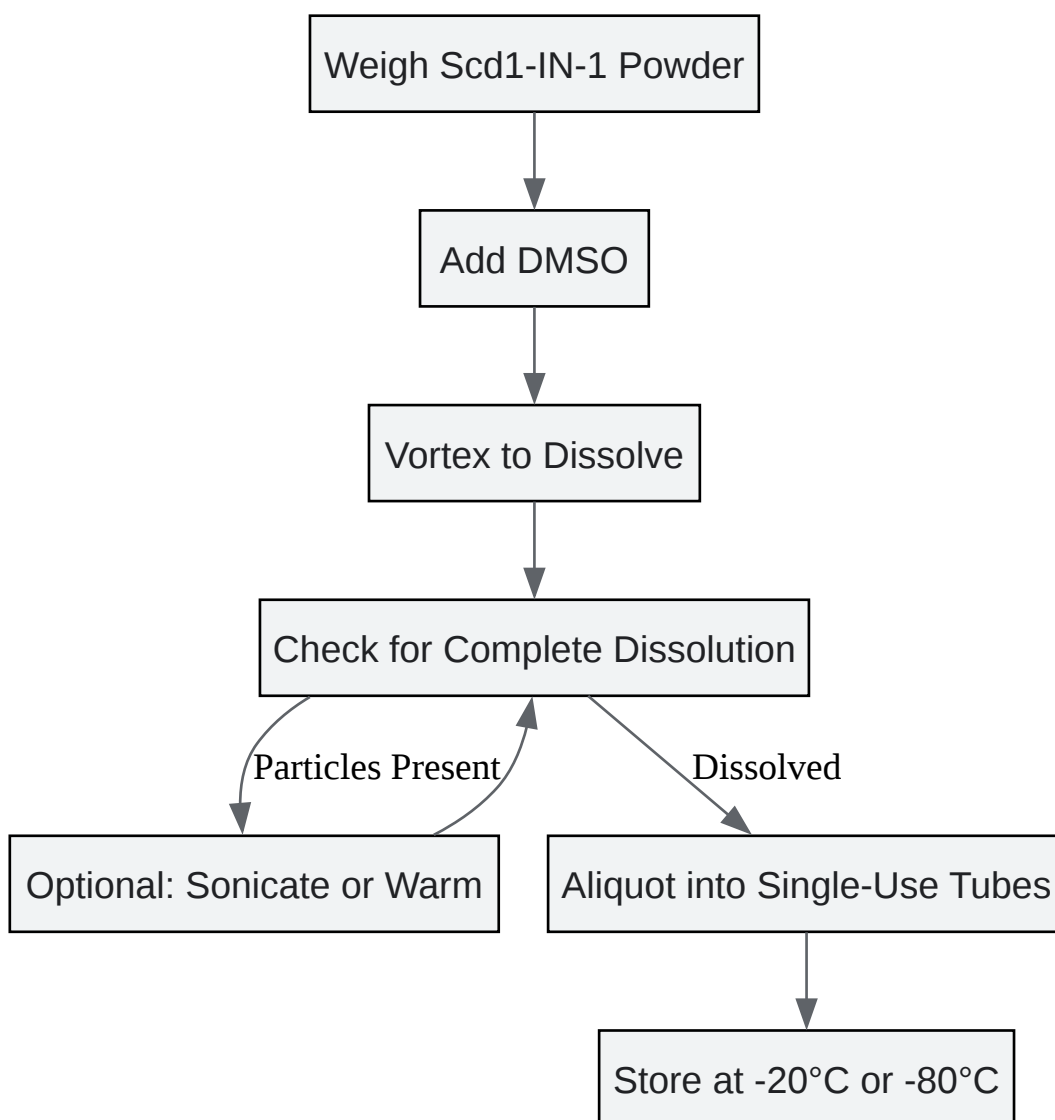 Weigh Scd1-IN-1 Powder
Add DMSO
Vortex to Dissolve
Check for Complete Dissolution
Particles Present
Dissolved
Optional: Sonicate or Warm
Aliquot into Single-Use Tubes
Store at -20°C or -80°C